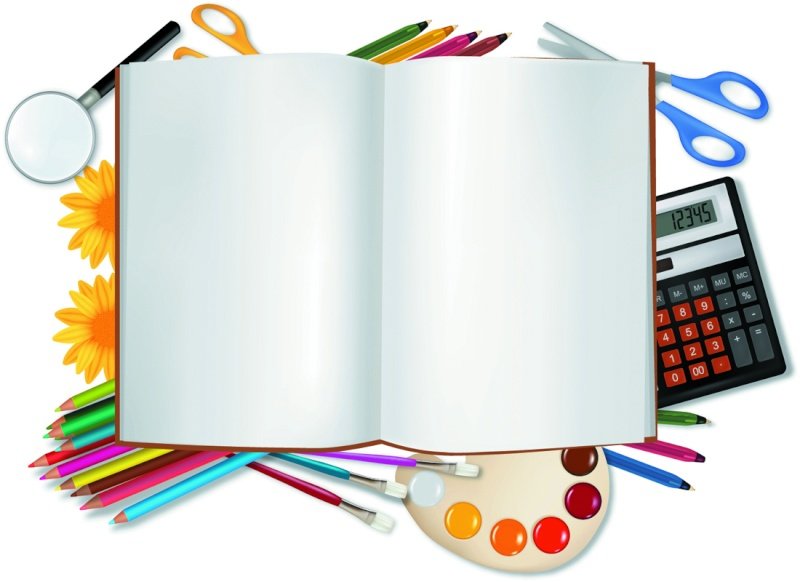 12345
R M- M+ MU MC
7 8 9 : %
4 5 6 x -
1 2 3 + =
0 00 .